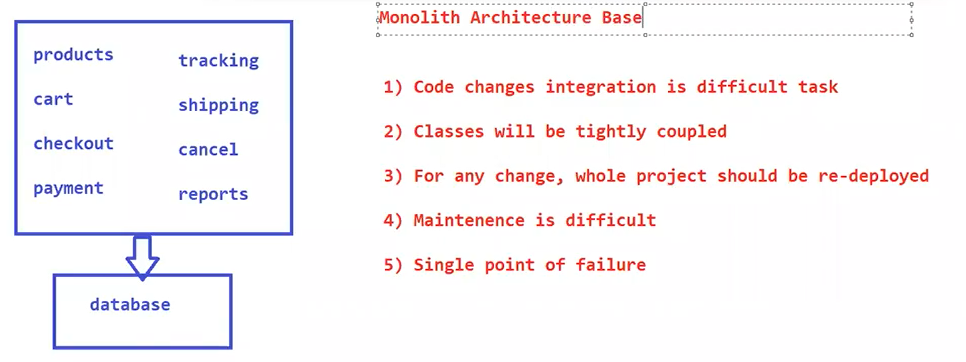 products
cart
checkout
payment
tracking
shipping
cancel
reports
database
Monolith Architecture Base
1) Code changes integration is difficult task
2) Classes will be tightly coupled
3) For any change, whole project should be re-deployed
4) Maintenence is difficult
5) Single point of failure